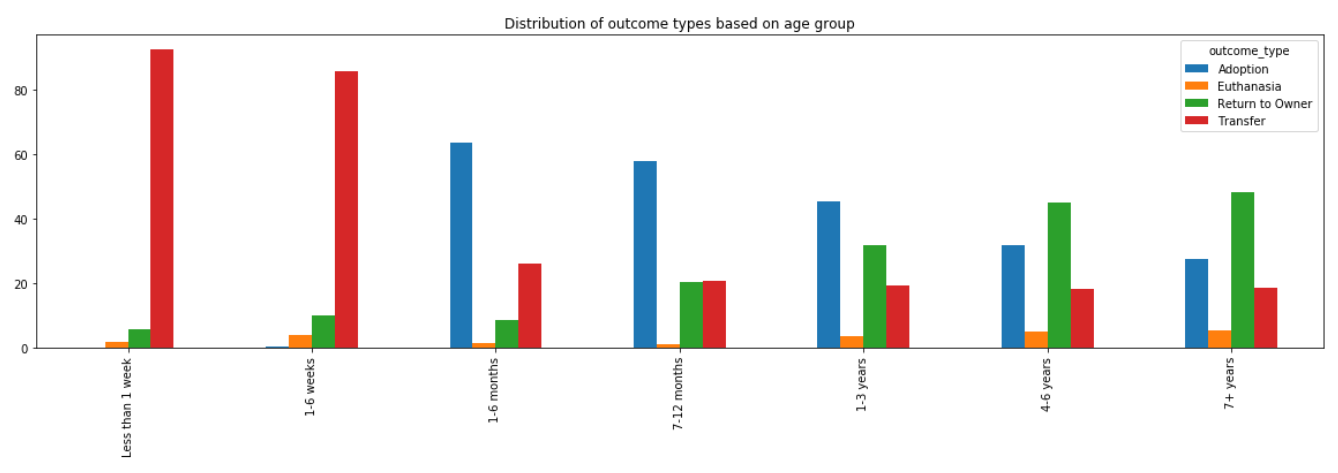 Distribution of outcome types based on age group
outcome_type
Adoption
Euthanasia
Return to Owner
Transfer
80
60
40
20
0
Less than 1 week
1-6 weeks
1-6 months
7-12 months
1-3 years
4-6 years
7+ years